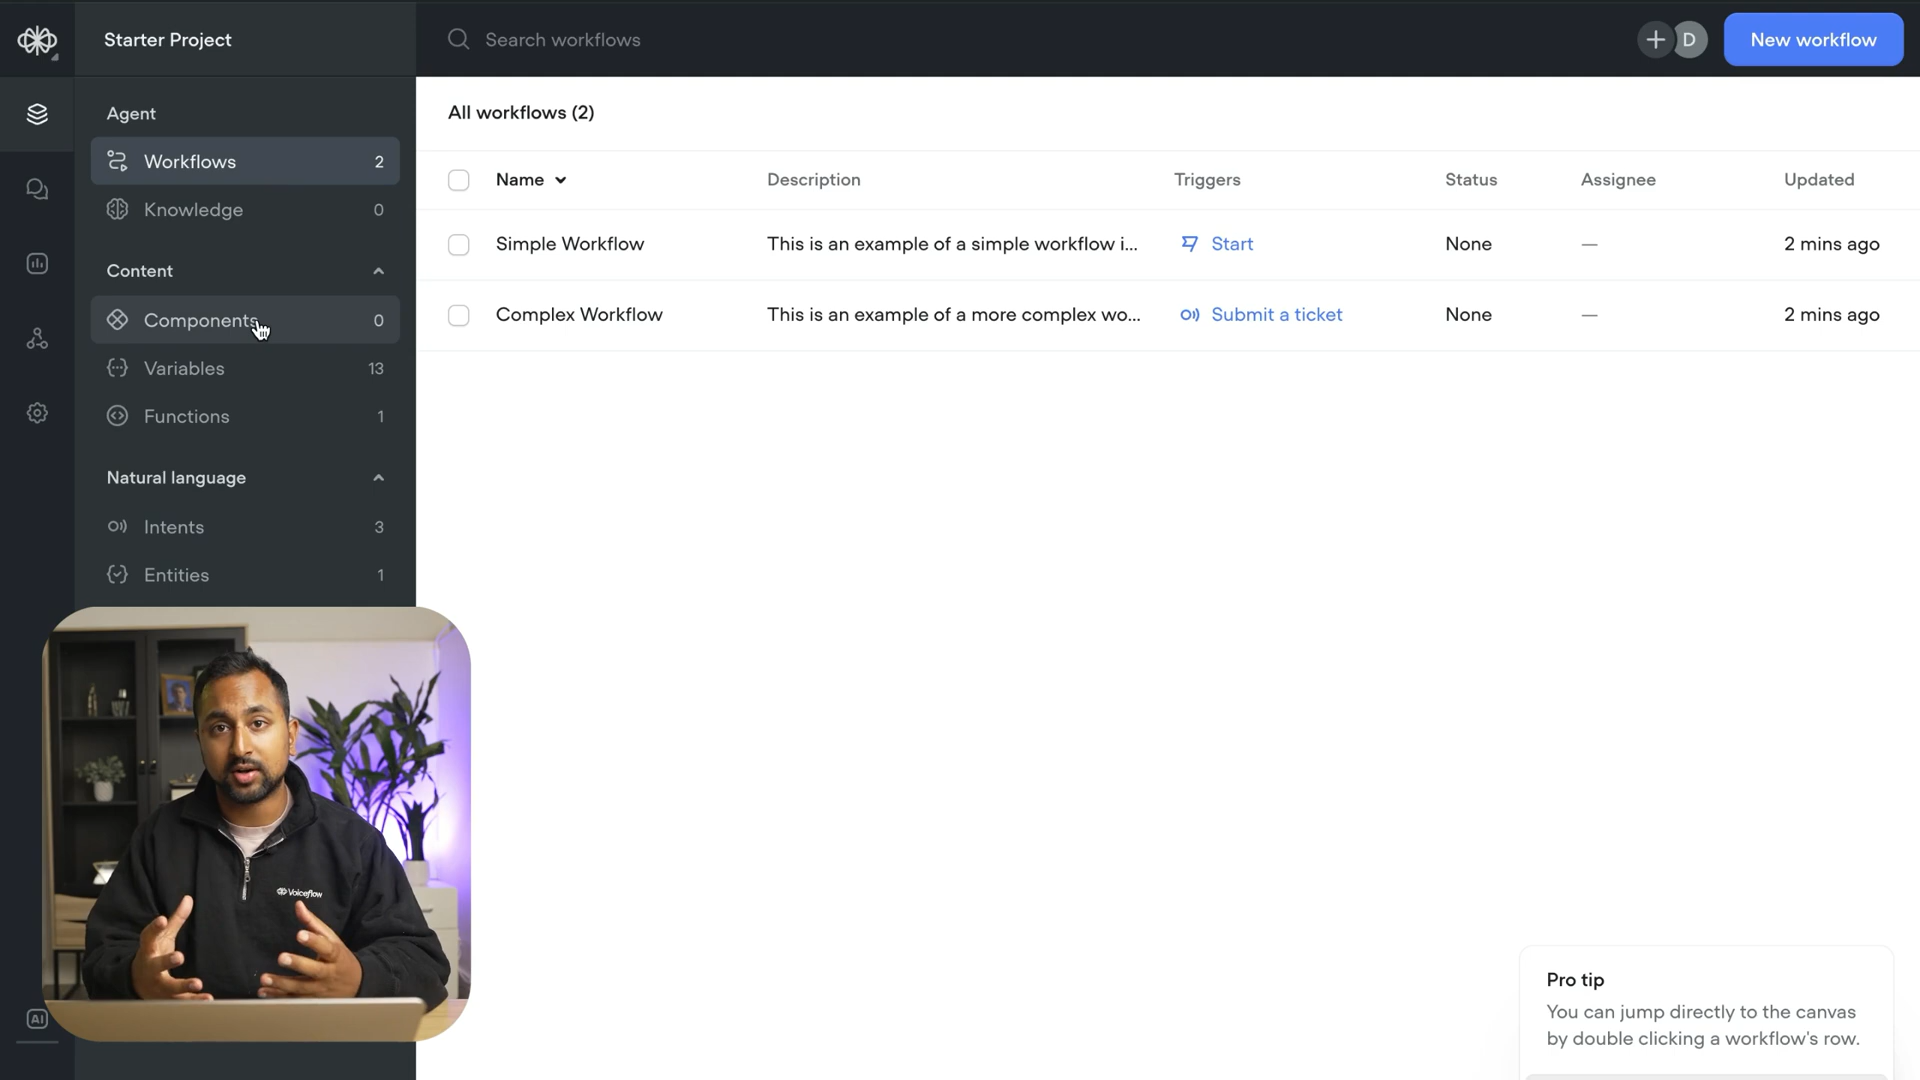 Starter Project
Search workflows
D
New workflow
Agent
Workflows 2
Knowledge 0
Content
Components 0
Variables 13
Functions 1
Natural language
Intents 3
Entities 1
AI
All workflows (2)
Name Description Triggers Status Assignee Updated
Simple Workflow This is an example of a simple workflow i... Start None — 2 mins ago
Complex Workflow This is an example of a more complex wo... Submit a ticket None — 2 mins ago
Voiceflow
Pro tip
You can jump directly to the canvas
by double clicking a workflow's row.